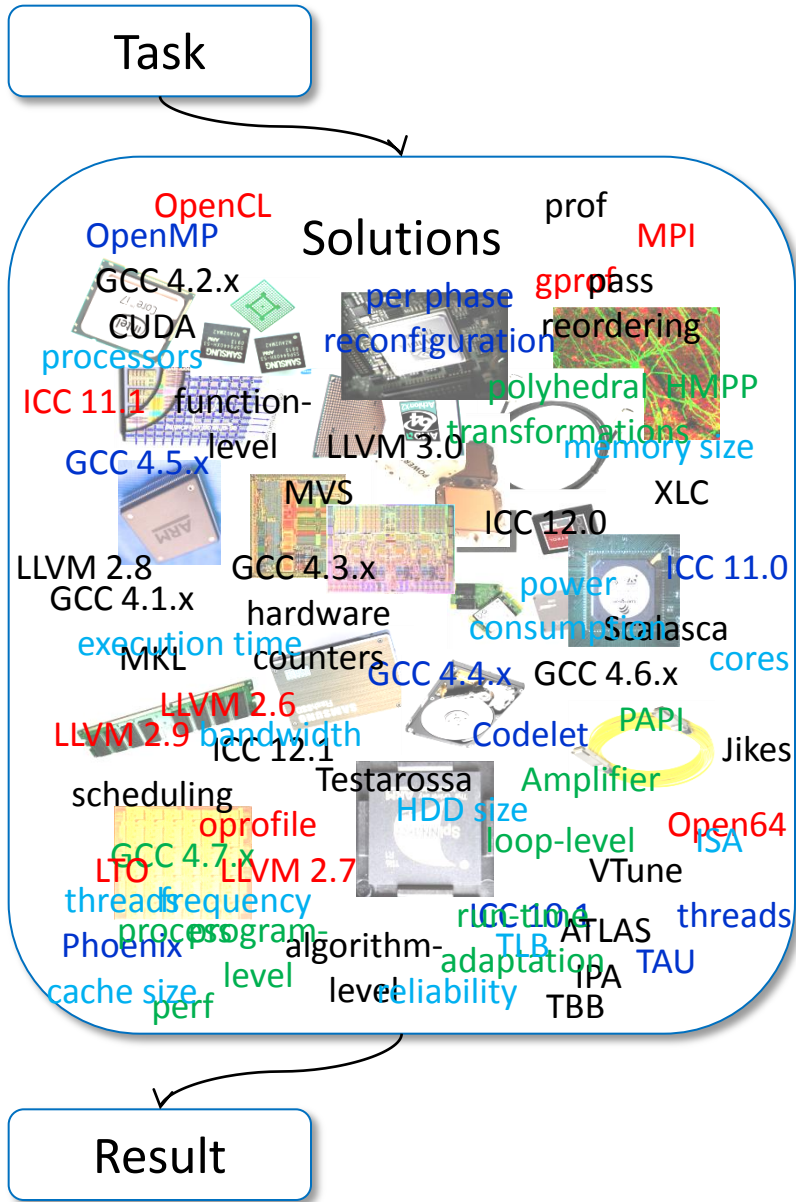 Task
OpenCL
prof
OpenMP
Solutions
MPI
GCC 4.2.x
per phase
gprof
pass
CUDA
reconfiguration
reordering
processors
ICC 11.1
function-
polyhedral
HMPP
level
LLVM 3.0
transformations
GCC 4.5.x
memory size
MVS
XLC
ICC 12.0
LLVM 2.8
GCC 4.3.x
power
ICC 11.0
GCC 4.1.x
hardware
consumption
Scalasca
execution time
MKL
counters
cores
GCC 4.4.x
GCC 4.6.x
LLVM 2.6
PAPI
LLVM 2.9
bandwidth
ICC 12.1
Codelet
Jikes
Testarossa
Amplifier
scheduling
HDD size
oprofile
loop-level
Open64
ISA
GCC 4.7.x
LTO
LLVM 2.7
VTune
threads
frequency
ICC 10.1
run-time
threads
process
program-
ATLAS
Phoenix
algorithm-
TLB
adaptation
TAU
level
IPA
cache size
level
reliability
perf
TBB
ARM
Result